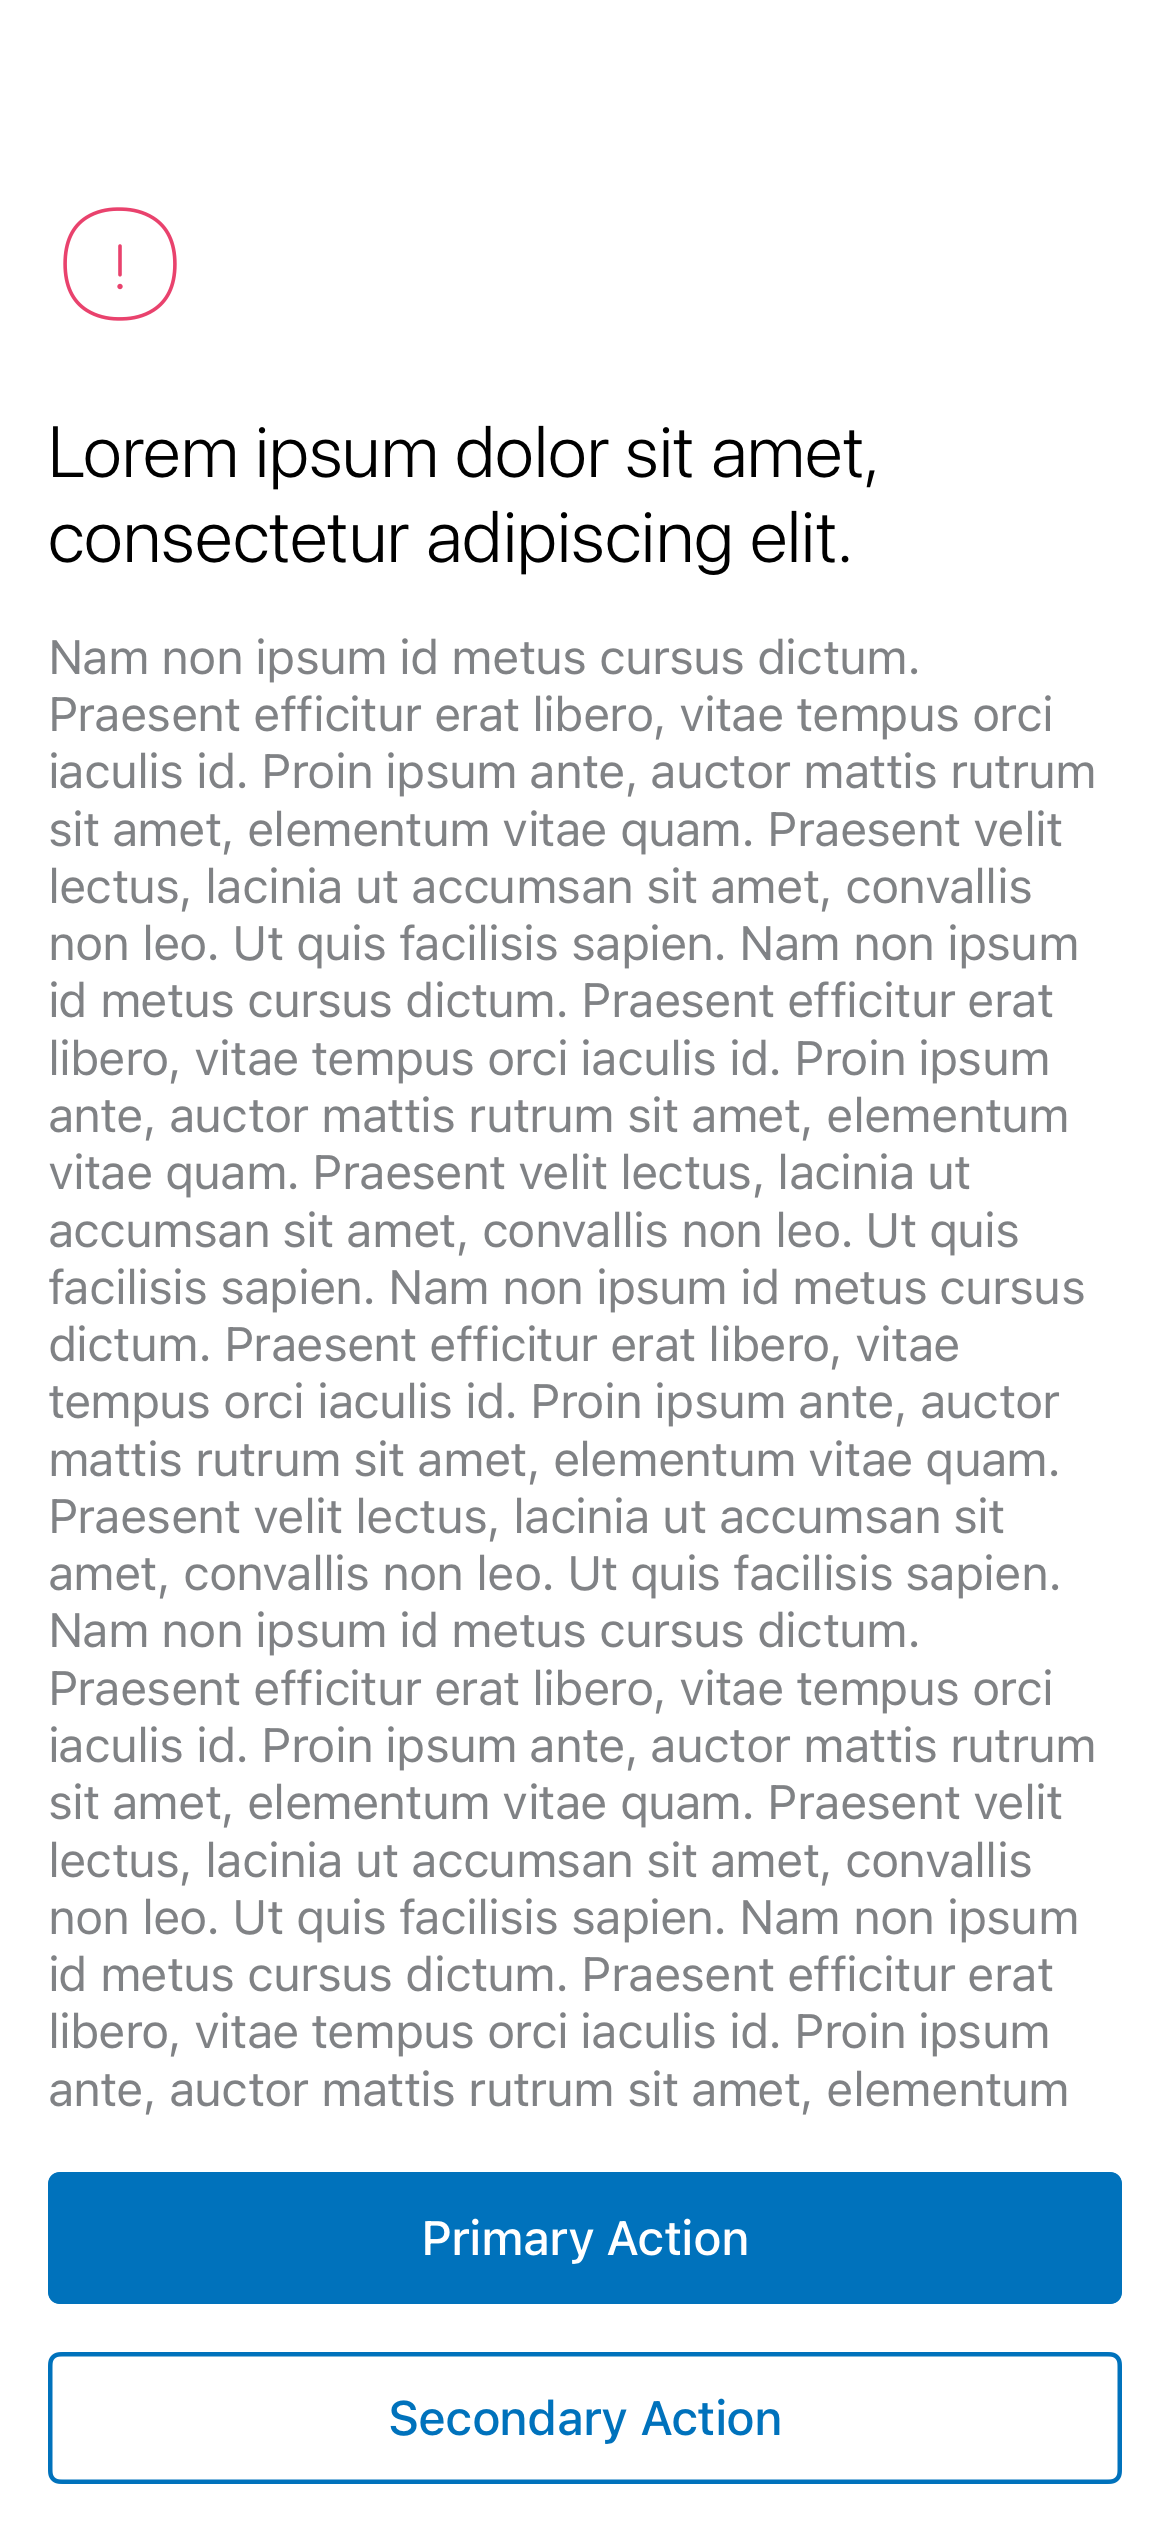 !
Lorem ipsum dolor sit amet,
consectetur adipiscing elit.
Nam non ipsum id metus cursus dictum.
Praesent efficitur erat libero, vitae tempus orci
iaculis id. Proin ipsum ante, auctor mattis rutrum
sit amet, elementum vitae quam. Praesent velit
lectus, lacinia ut accumsan sit amet, convallis
non leo. Ut quis facilisis sapien. Nam non ipsum
id metus cursus dictum. Praesent efficitur erat
libero, vitae tempus orci iaculis id. Proin ipsum
ante, auctor mattis rutrum sit amet, elementum
vitae quam. Praesent velit lectus, lacinia ut
accumsan sit amet, convallis non leo. Ut quis
facilisis sapien. Nam non ipsum id metus cursus
dictum. Praesent efficitur erat libero, vitae
tempus orci iaculis id. Proin ipsum ante, auctor
mattis rutrum sit amet, elementum vitae quam.
Praesent velit lectus, lacinia ut accumsan sit
amet, convallis non leo. Ut quis facilisis sapien.
Nam non ipsum id metus cursus dictum.
Praesent efficitur erat libero, vitae tempus orci
iaculis id. Proin ipsum ante, auctor mattis rutrum
sit amet, elementum vitae quam. Praesent velit
lectus, lacinia ut accumsan sit amet, convallis
non leo. Ut quis facilisis sapien. Nam non ipsum
id metus cursus dictum. Praesent efficitur erat
libero, vitae tempus orci iaculis id. Proin ipsum
ante, auctor mattis rutrum sit amet, elementum
Primary Action
Secondary Action